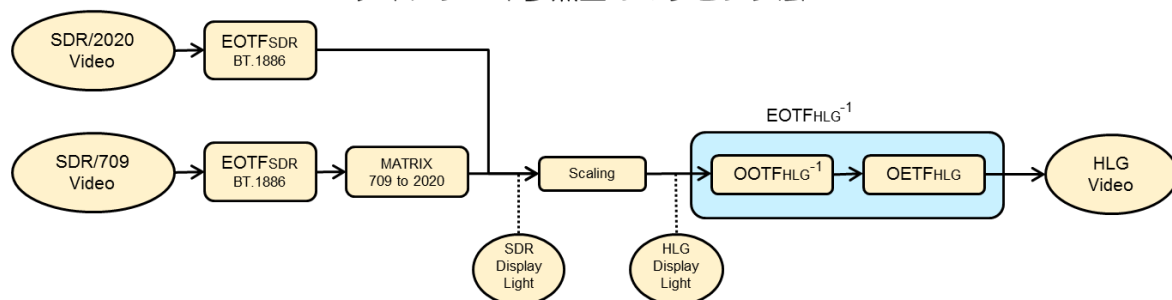 SDR/2020
Video
EOTFSDR
BT.1886
EOTFHLG-1
SDR/709
Video
EOTFSDR
BT.1886
MATRIX
709 to 2020
Scaling
OOTFHLG-1
OETFHLG
HLG
Video
SDR
Display
Light
HLG
Display
Light